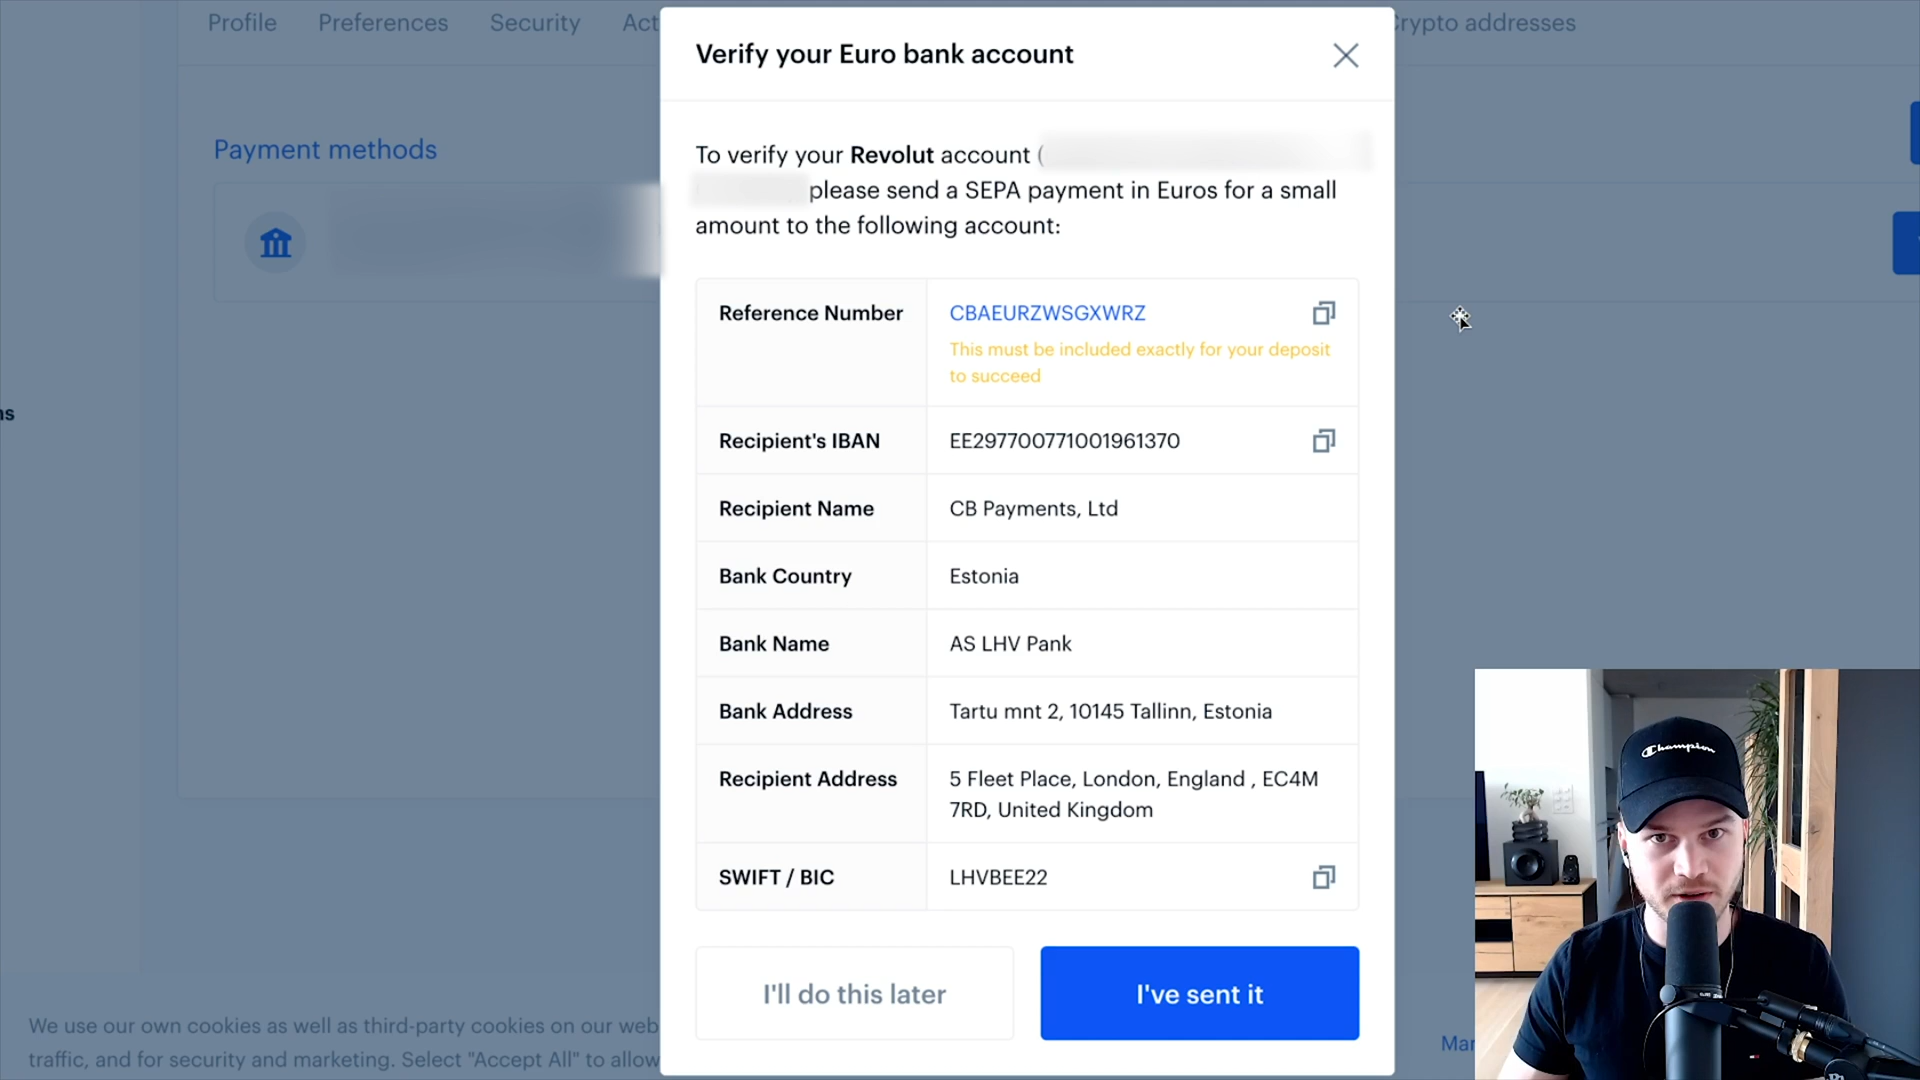 Profile Preferences Security Act
Crypto addresses
Verify your Euro bank account
Payment methods
To verify your Revolut account (
please send a SEPA payment in Euros for a small
amount to the following account:
Reference Number CBAEURZWSGXWRZ
This must be included exactly for your deposit
to succeed
ns
Recipient's IBAN EE297700771001961370
Recipient Name CB Payments, Ltd
Bank Country Estonia
Bank Name AS LHV Pank
Bank Address Tartu mnt 2, 10145 Tallinn, Estonia
Recipient Address 5 Fleet Place, London, England , EC4M
7RD, United Kingdom
SWIFT / BIC LHVBEE22
I'll do this later I've sent it
We use our own cookies as well as third-party cookies on our web
traffic, and for security and marketing. Select "Accept All" to allow
Mar
Champion